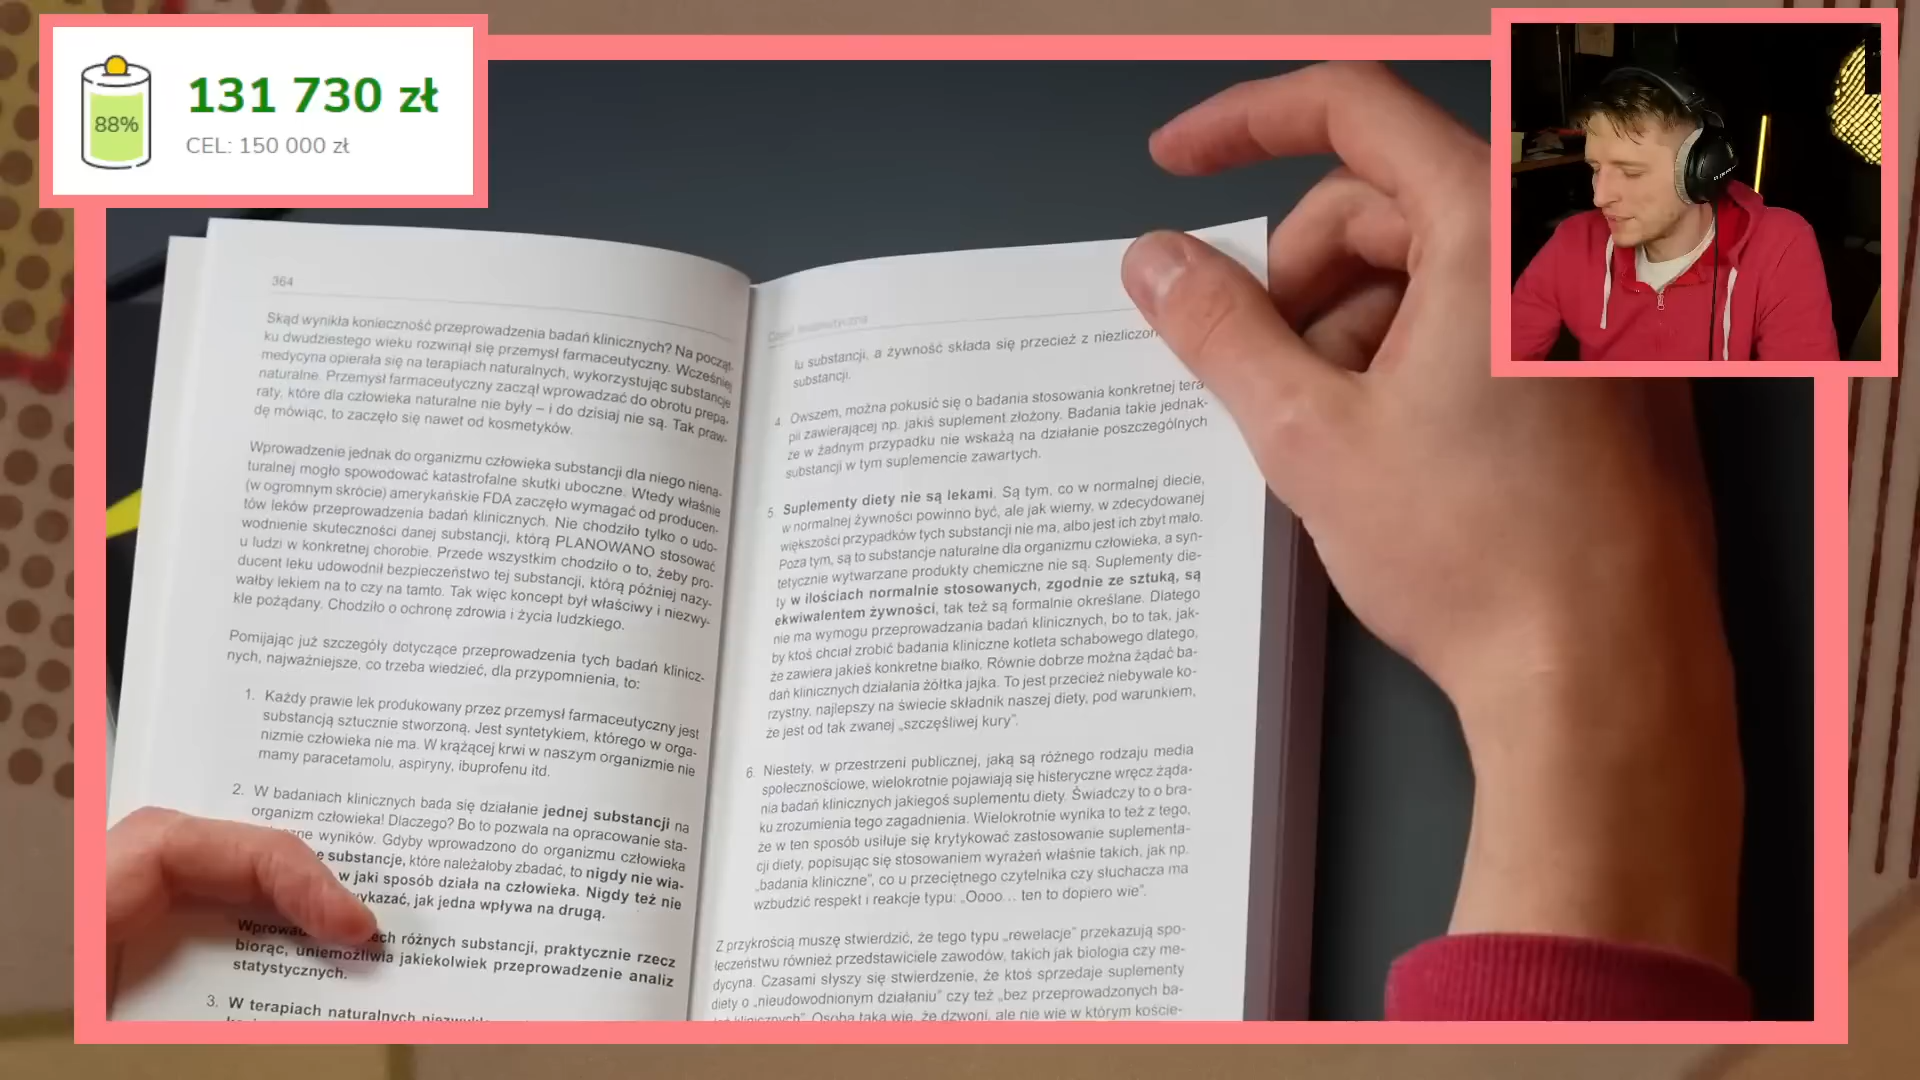 131 730 zł
88%
CEL: 150 000 zł
364
Skąd wynikła konieczność przeprowadzenia badań klinicznych? Na począt-
ku dwudziestego wieku rozwinął się przemysł farmaceutyczny. Wcześniej
medycyna opierała się na terapiach naturalnych, wykorzystując substancje
naturalne. Przemysł farmaceutyczny zaczął wprowadzać do obrotu prepa-
raty, które dla człowieka naturalne nie były – i do dzisiaj nie są. Tak praw-
dę mówiąc, to zaczęło się nawet od kosmetyków.
Wprowadzenie jednak do organizmu człowieka substancji dla niego niena-
turalnej mogło spowodować katastrofalne skutki uboczne. Wtedy właśnie
(w ogromnym skrócie) amerykańskie FDA zaczęło wymagać od producen-
tów leków przeprowadzenia badań klinicznych. Nie chodziło tylko o udo-
wodnienie skuteczności danej substancji, którą PLANOWANO stosować
u ludzi w konkretnej chorobie. Przede wszystkim chodziło o to, żeby pro-
ducent leku udowodnił bezpieczeństwo tej substancji, którą później nazy-
wałby lekiem na to czy na tamto. Tak więc koncept był właściwy i niezwy-
kle pożądany. Chodziło o ochronę zdrowia i życia ludzkiego.
Pomijając już szczegóły dotyczące przeprowadzenia tych badań klinicz-
nych, najważniejsze, co trzeba wiedzieć, dla przypomnienia, to:
1. Każdy prawie lek produkowany przez przemysł farmaceutyczny jest
substancją sztucznie stworzoną. Jest syntetykiem, którego w orga-
nizmie człowieka nie ma. W krążącej krwi w naszym organizmie nie
mamy paracetamolu, aspiryny, ibuprofenu itd.
2. W badaniach klinicznych bada się działanie jednej substancji na
organizm człowieka! Dlaczego? Bo to pozwala na opracowanie sta-
wyników. Gdyby wprowadzono do organizmu człowieka
substancje, które należałoby zbadać, to nigdy nie wia-
w jaki sposób działa na człowieka. Nigdy też nie
wykazać, jak jedna wpływa na drugą.
różnych substancji, praktycznie rzecz
biorąc, uniemożliwia jakiekolwiek przeprowadzenie analiz
statystycznych.
3. W terapiach naturalnych
tu substancji, a żywność składa się przecież z
substancji.
4. Owszem, można pokusić się o badania stosowania konkretnej tera
pii zawierającej np. jakiś suplement złożony. Badania takie jednak-
że w żadnym przypadku nie wskażą na działanie poszczególnych
substancji w tym suplemencie zawartych.
5. Suplementy diety nie są lekami. Są tym, co w normalnej diecie,
w normalnej żywności powinno być, ale jak wiemy, w zdecydowanej
większości przypadków tych substancji nie ma, albo jest ich zbyt mało.
Poza tym, są to substancje naturalne dla organizmu człowieka, a syn-
tetycznie wytwarzane produkty chemiczne nie są. Suplementy die-
ty w ilościach normalnie stosowanych, zgodnie ze sztuką, są
ekwiwalentem żywności, tak też są formalnie określane. Dlatego
nie ma wymogu przeprowadzania badań klinicznych, bo to tak, jak-
by ktoś chciał zrobić badania kliniczne kotleta schabowego dlatego,
że zawiera jakieś konkretne białko. Równie dobrze można żądać ba-
dań klinicznych działania żółtka jajka. To jest przecież niebywale ko-
rzystny, najlepszy na świecie składnik naszej diety, pod warunkiem,
że jest od tak zwanej „szczęśliwej kury”.
6. Niestety, w przestrzeni publicznej, jaką są różnego rodzaju media
społecznościowe, wielokrotnie pojawiają się histeryczne wręcz żąda-
nia badań klinicznych jakiegoś suplementu diety. Świadczy to o bra-
ku zrozumienia tego zagadnienia. Wielokrotnie wynika to też z tego,
że w ten sposób usiłuje się krytykować zastosowanie suplementa-
cji diety, popisując się stosowaniem wyrażeń właśnie takich, jak np.
„badania kliniczne”, co u przeciętnego czytelnika czy słuchacza ma
wzbudzić respekt i reakcje typu: „Oooo... ten to dopiero wie”.
Z przykrością muszę stwierdzić, że tego typu „rewelacje” przekazują spo-
łeczeństwu również przedstawiciele zawodów, takich jak biologia czy me-
dycyna. Czasami słyszy się stwierdzenie, że ktoś sprzedaje suplementy
diety o „nieudowodnionym działaniu” czy też „bez przeprowadzonych ba-
klinicznych”. Osoba taka wie, że dzwoni, ale nie wie w którym koście-